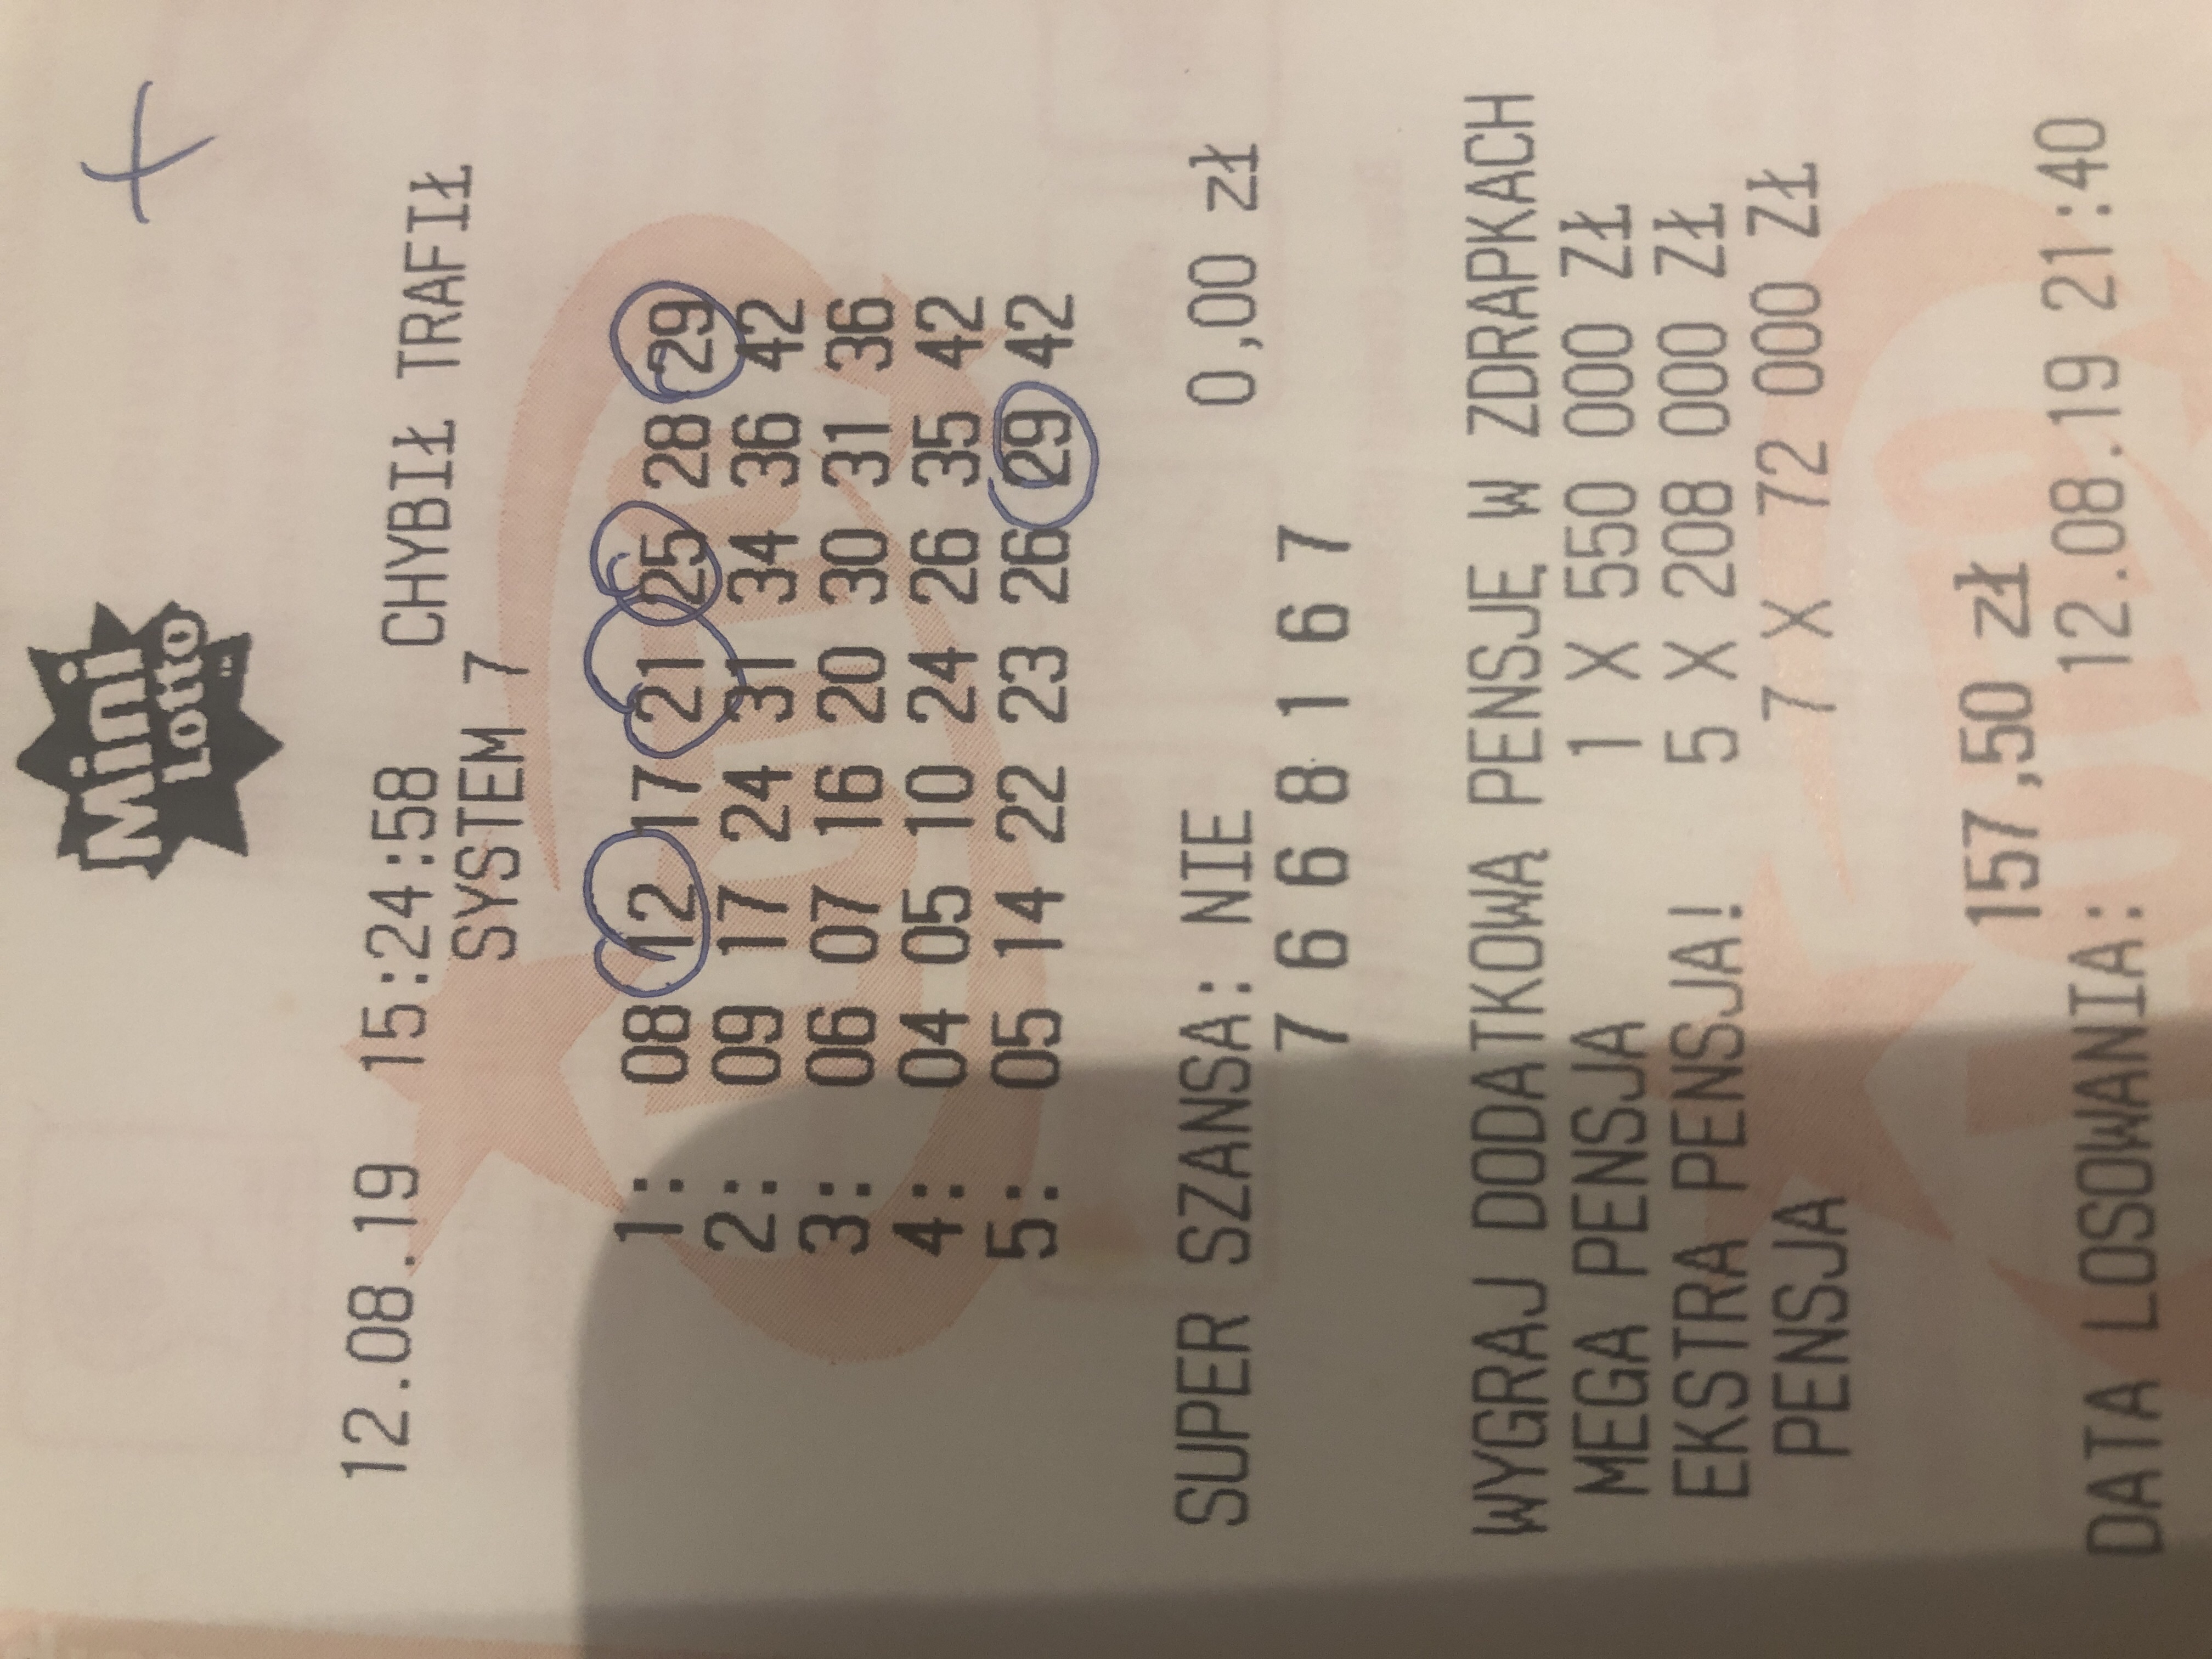 Mini
Lotto
12.08.19 15:24:58 CHYBIŁ TRAFIŁ
SYSTEM 7
1: 08 12 17 21 25 28 29
2: 09 17 24 31 34 36 42
3: 06 07 16 20 30 31 36
4: 04 05 10 24 26 35 42
5: 05 14 22 23 26 29 42
SUPER SZANSA: NIE 0,00 zł
7 6 6 8 1 6 7
WYGRAJ DODATKOWĄ PENSJE W ZDRAPKACH
MEGA PENSJA 1 X 550 000 ZŁ
EKSTRA PENSJA! 5 X 208 000 ZŁ
PENSJA 7 X 72 000 ZŁ
157,50 zł
DATA LOSOWANIA: 12.08.19 21:40